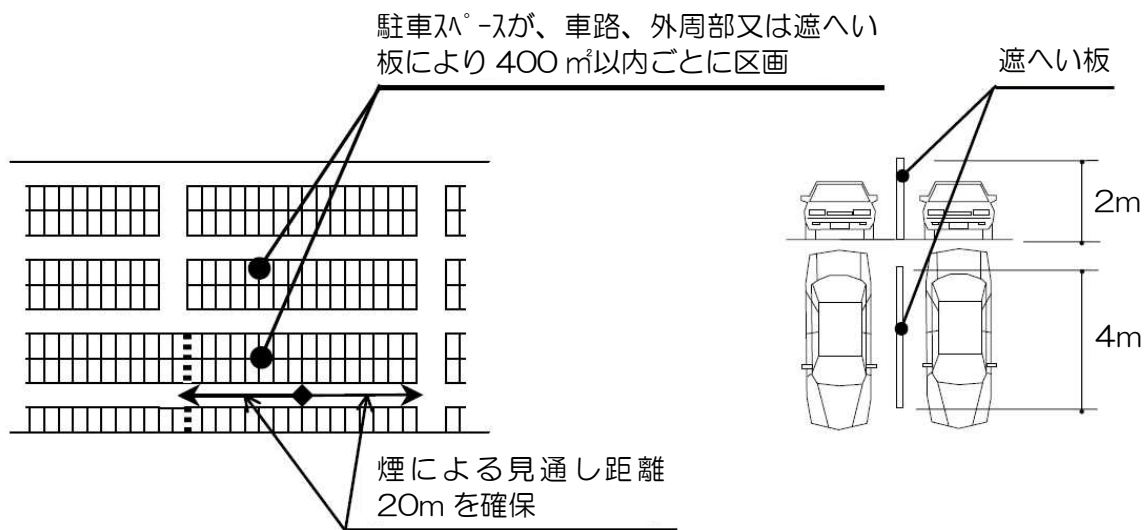 駐車ｽﾍﾟｰｽが、車路、外周部又は遮へい
板により 400 ㎡以内ごとに区画
遮へい板
2m
4m
煙による見通し距離
20m を確保